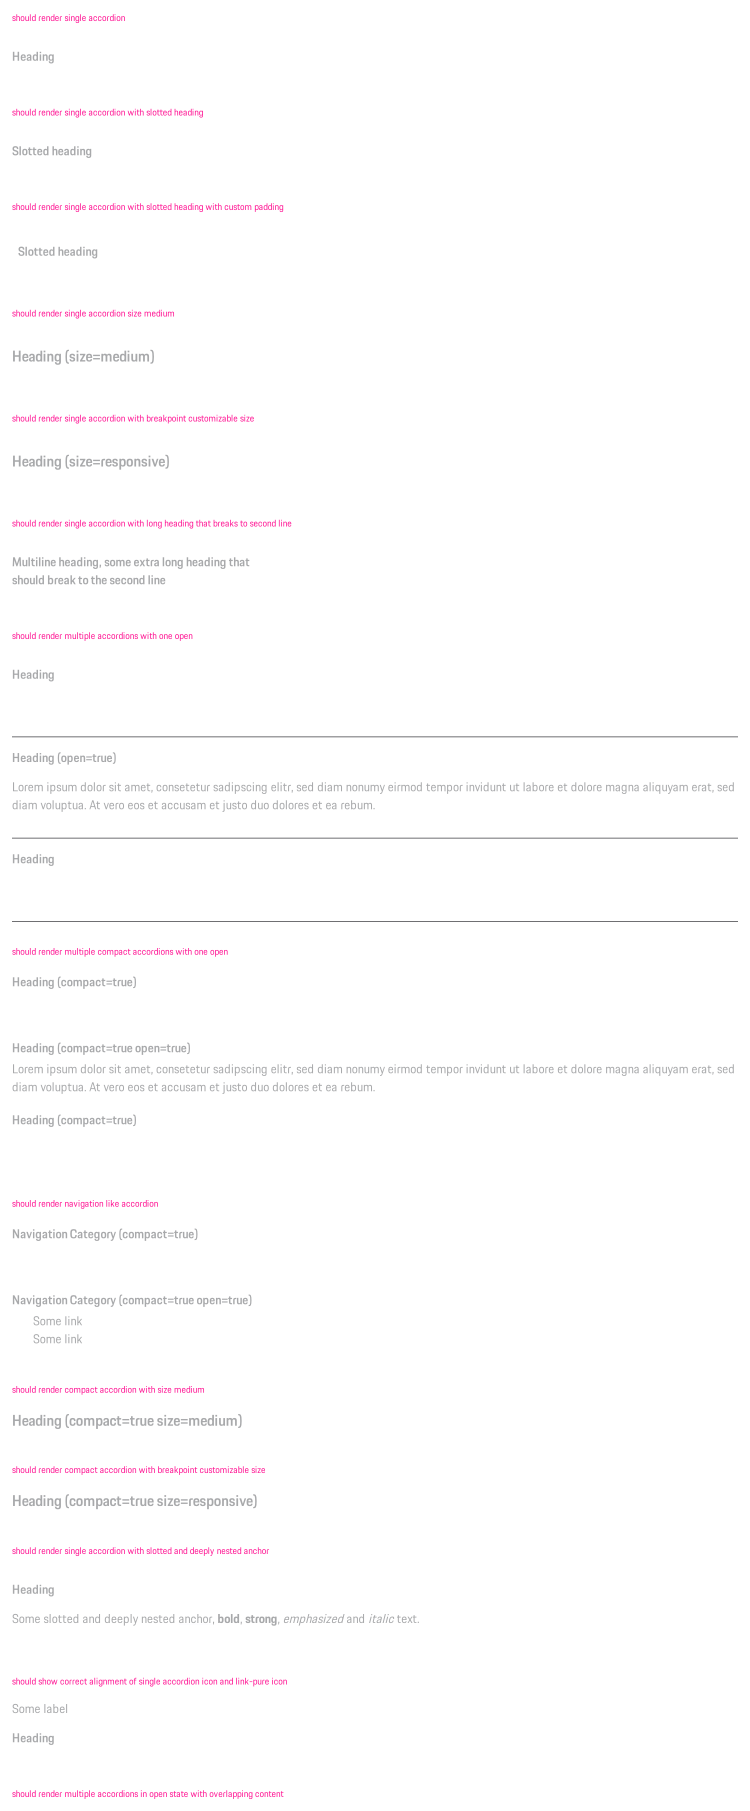 should render single accordion
Heading
should render single accordion with slotted heading
Slotted heading
should render single accordion with slotted heading with custom padding
Slotted heading
should render single accordion size medium
Heading (size=medium)
should render single accordion with breakpoint customizable size
Heading (size=responsive)
should render single accordion with long heading that breaks to second line
Multiline heading, some extra long heading that
should break to the second line
should render multiple accordions with one open
Heading
Heading (open=true)
Lorem ipsum dolor sit amet, consetetur sadipscing elitr, sed diam nonumy eirmod tempor invidunt ut labore et dolore magna aliquyam erat, sed
diam voluptua. At vero eos et accusam et justo duo dolores et ea rebum.
Heading
should render multiple compact accordions with one open
Heading (compact=true)
Heading (compact=true open=true)
Lorem ipsum dolor sit amet, consetetur sadipscing elitr, sed diam nonumy eirmod tempor invidunt ut labore et dolore magna aliquyam erat, sed
diam voluptua. At vero eos et accusam et justo duo dolores et ea rebum.
Heading (compact=true)
should render navigation like accordion
Navigation Category (compact=true)
Navigation Category (compact=true open=true)
Some link
Some link
should render compact accordion with size medium
Heading (compact=true size=medium)
should render compact accordion with breakpoint customizable size
Heading (compact=true size=responsive)
should render single accordion with slotted and deeply nested anchor
Heading
Some slotted and deeply nested anchor, bold, strong, emphasized and italic text.
should show correct alignment of single accordion icon and link-pure icon
Some label
Heading
should render multiple accordions in open state with overlapping content